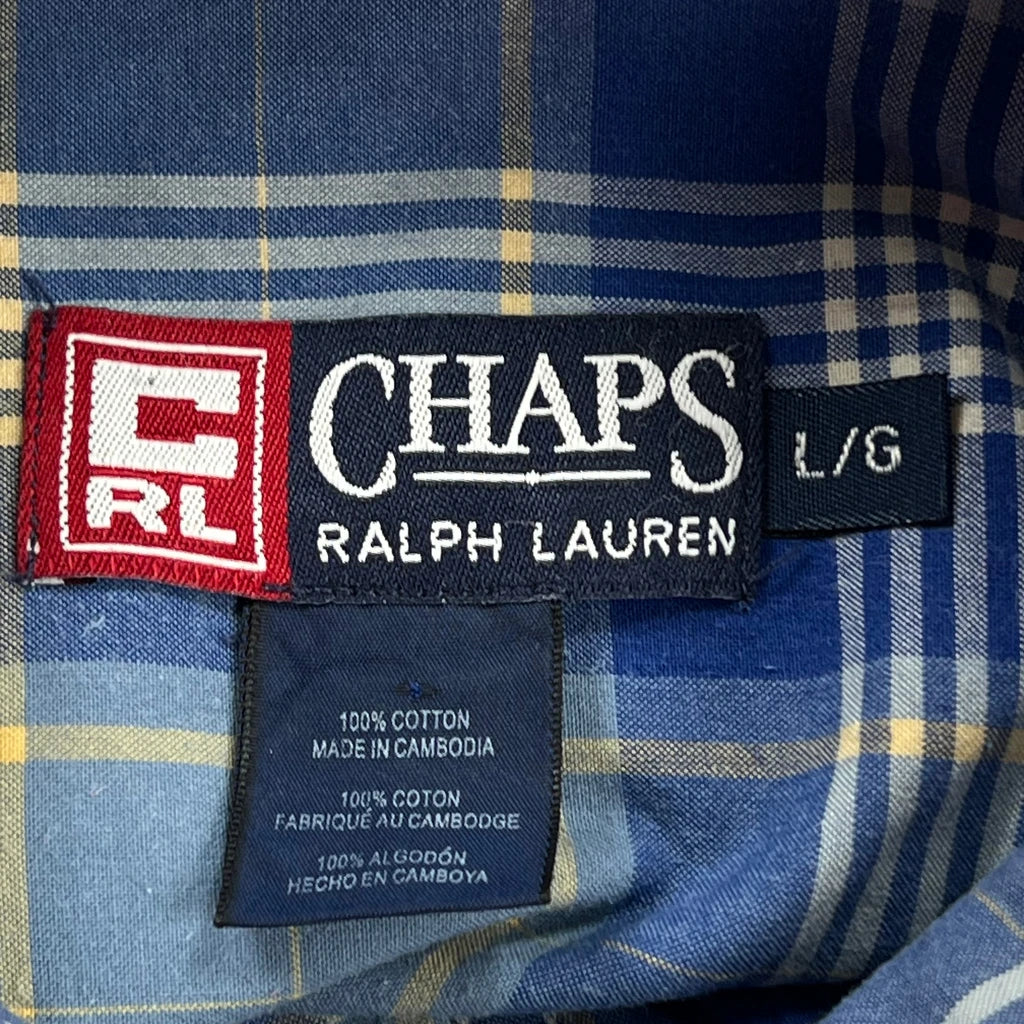 C
RL
CHAPS
RALPH LAUREN
L/G
100% COTTON
MADE IN CAMBODIA
100% COTON
FABRIQUÉ AU CAMBODGE
100% ALGODÓN
HECHO EN CAMBOYA